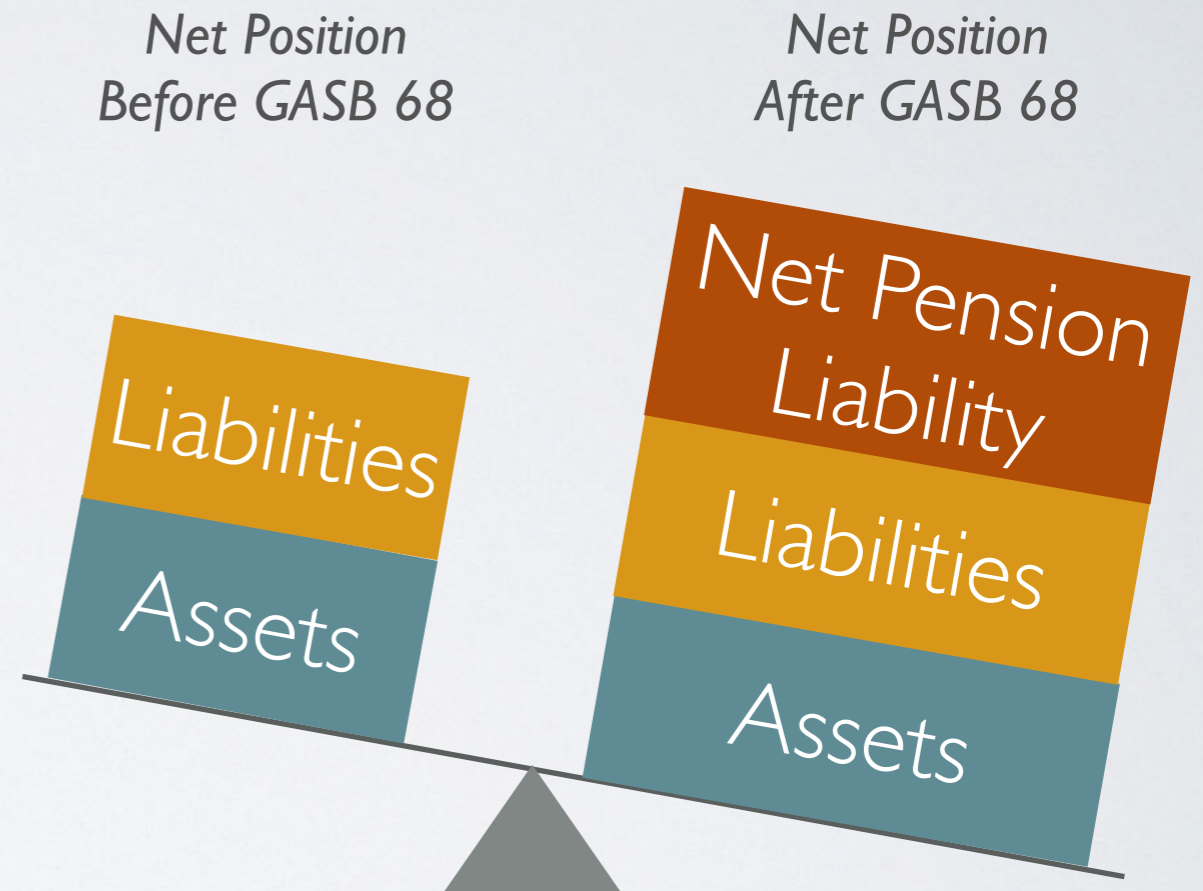 Net Position
Before GASB 68
Net Position
After GASB 68
Liabilities
Assets
Net Pension
Liability
Liabilities
Assets